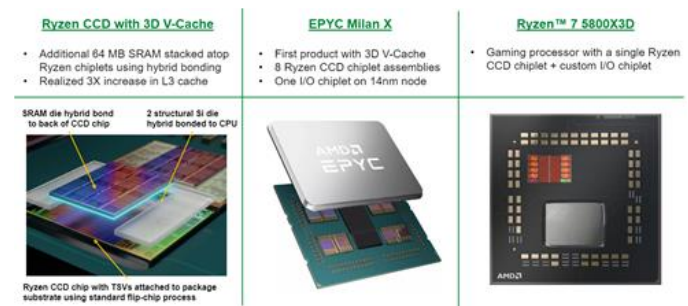 Ryzen CCD with 3D V-Cache
• Additional 64 MB SRAM stacked atop
Ryzen chiplets using hybrid bonding
• Realized 3X increase in L3 cache
SRAM die hybrid bond
to back of CCD chip
2 structural Si die
hybrid bonded to CPU
Ryzen CCD chip with TSVs attached to package
substrate using standard flip-chip process
EPYC Milan X
• First product with 3D V-Cache
• 8 Ryzen CCD chiplet assemblies
• One I/O chiplet on 14nm node
AMD
EPYC
Ryzen™ 7 5800X3D
• Gaming processor with a single Ryzen
CCD chiplet + custom I/O chiplet
AMD